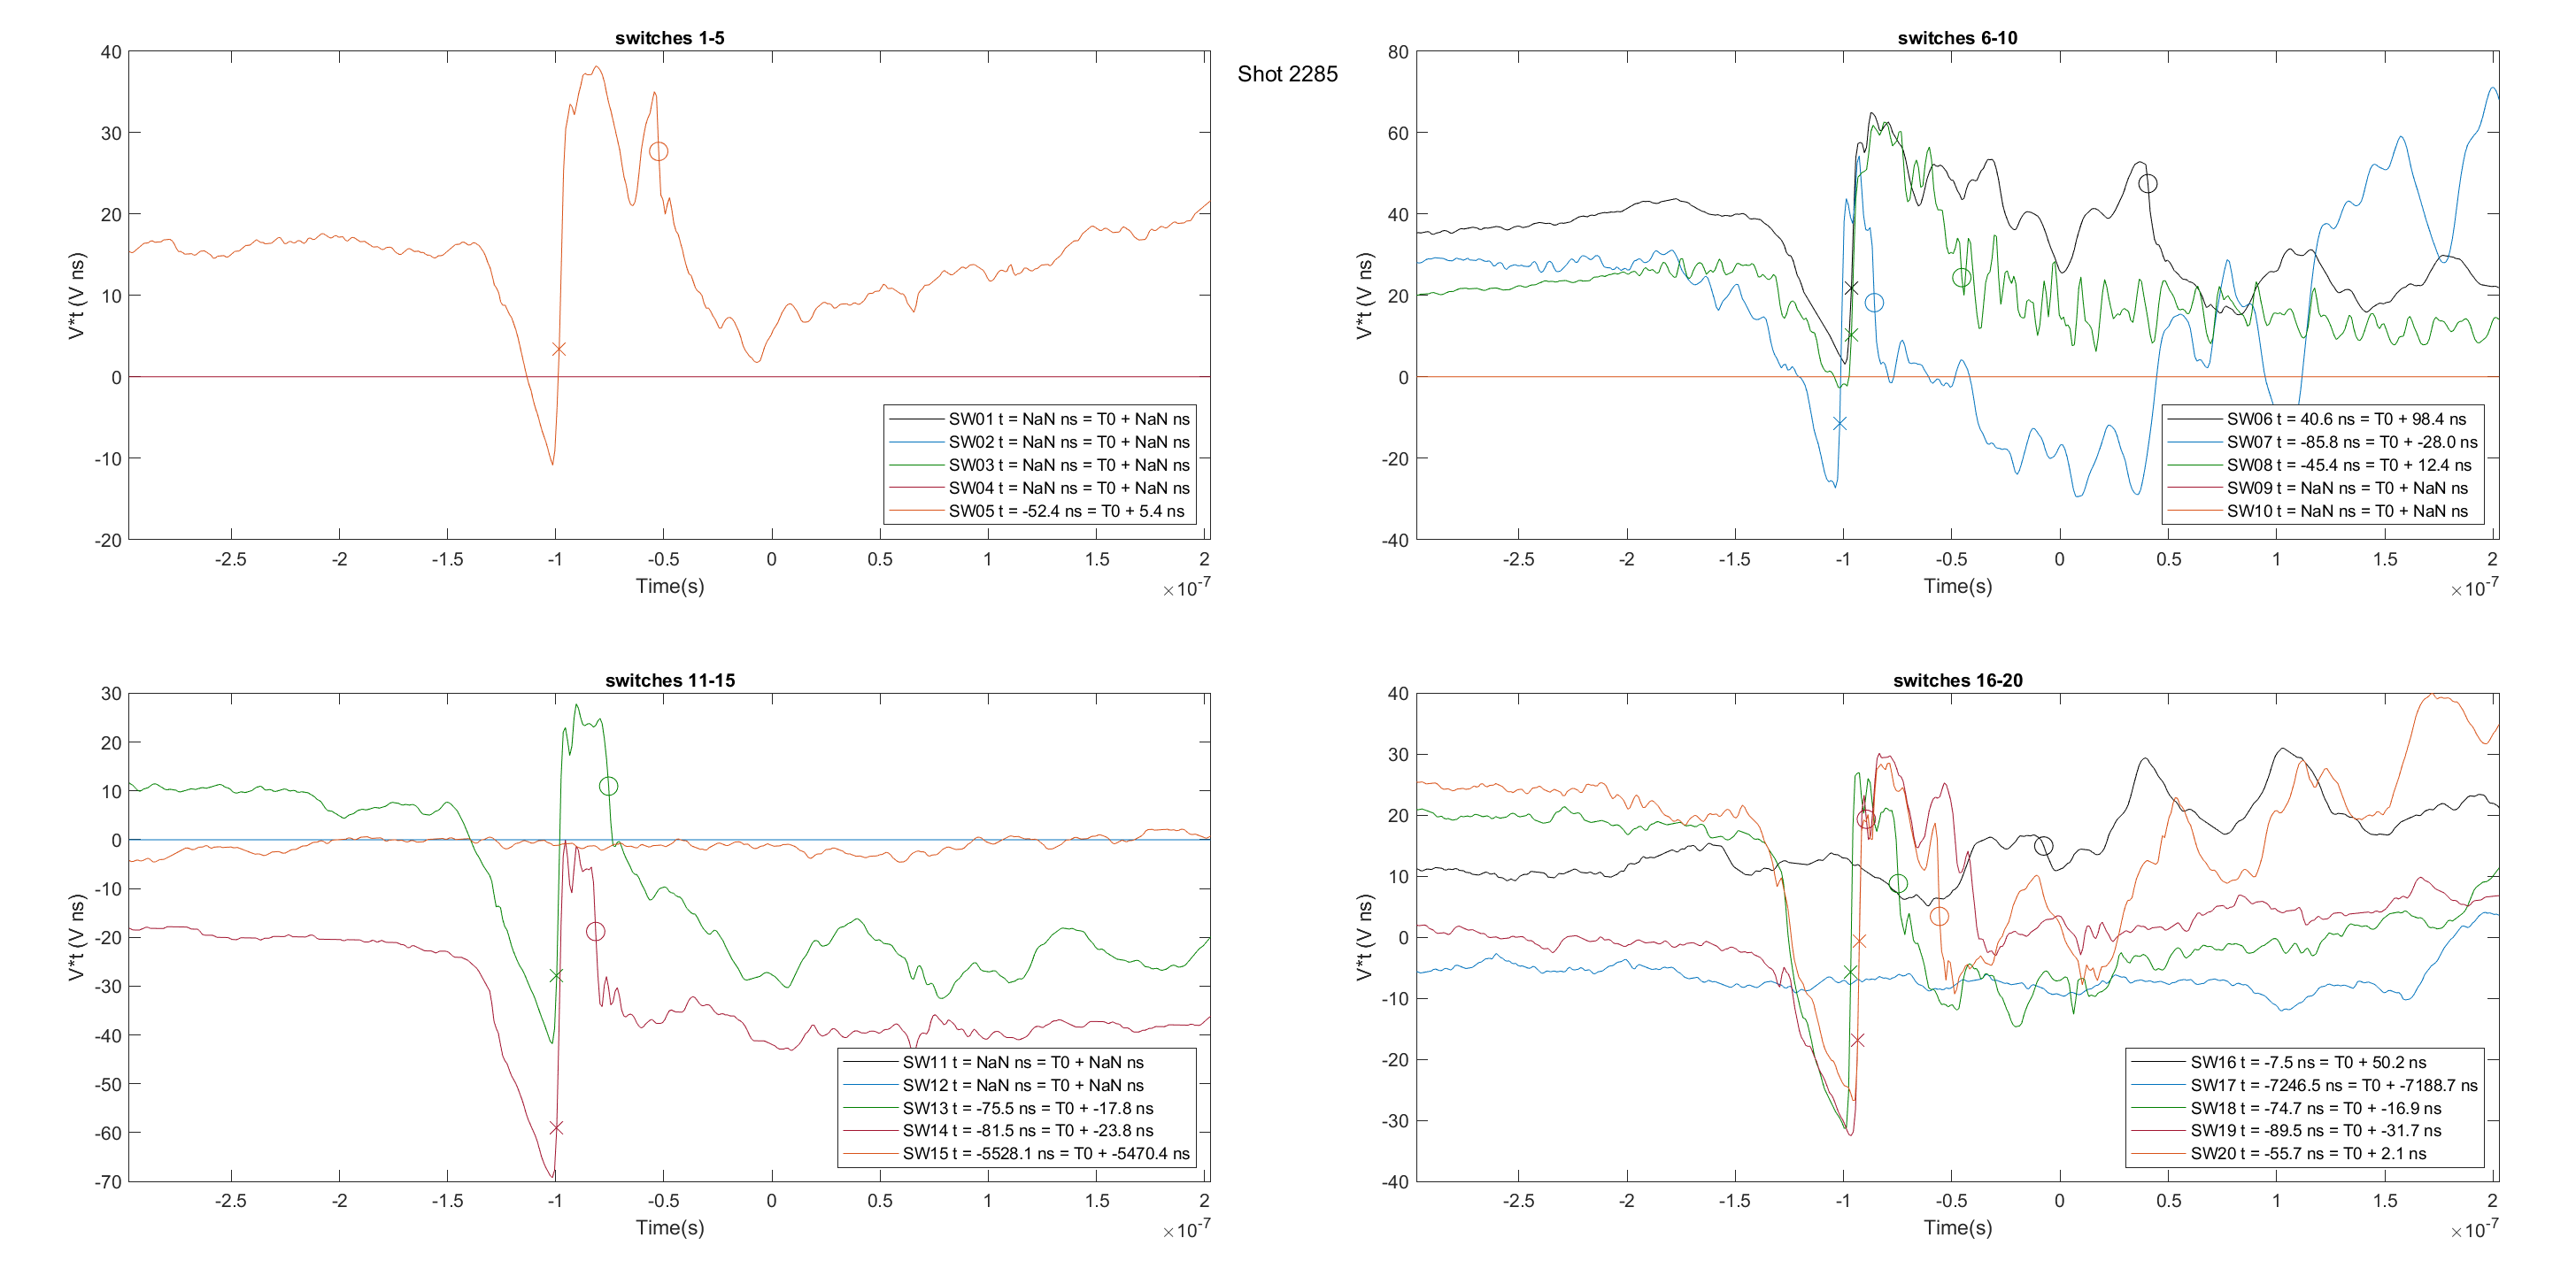 Shot 2285
switches 1-5
40
30
20
10
0
-10
-20
V*t (V ns)
-2.5 -2 -1.5 -1 -0.5 0 0.5 1 1.5 2
Time(s)
×10-7
SW01 t = NaN ns = T0 + NaN ns
SW02 t = NaN ns = T0 + NaN ns
SW03 t = NaN ns = T0 + NaN ns
SW04 t = NaN ns = T0 + NaN ns
SW05 t = -52.4 ns = T0 + 5.4 ns
switches 6-10
80
60
40
20
0
-20
-40
V*t (V ns)
-2.5 -2 -1.5 -1 -0.5 0 0.5 1 1.5 2
Time(s)
×10-7
SW06 t = 40.6 ns = T0 + 98.4 ns
SW07 t = -85.8 ns = T0 + -28.0 ns
SW08 t = -45.4 ns = T0 + 12.4 ns
SW09 t = NaN ns = T0 + NaN ns
SW10 t = NaN ns = T0 + NaN ns
switches 11-15
30
20
10
0
-10
-20
-30
-40
-50
-60
-70
V*t (V ns)
-2.5 -2 -1.5 -1 -0.5 0 0.5 1 1.5 2
Time(s)
×10-7
SW11 t = NaN ns = T0 + NaN ns
SW12 t = NaN ns = T0 + NaN ns
SW13 t = -75.5 ns = T0 + -17.8 ns
SW14 t = -81.5 ns = T0 + -23.8 ns
SW15 t = -5528.1 ns = T0 + -5470.4 ns
switches 16-20
40
30
20
10
0
-10
-20
-30
-40
V*t (V ns)
-2.5 -2 -1.5 -1 -0.5 0 0.5 1 1.5 2
Time(s)
×10-7
SW16 t = -7.5 ns = T0 + 50.2 ns
SW17 t = -7246.5 ns = T0 + -7188.7 ns
SW18 t = -74.7 ns = T0 + -16.9 ns
SW19 t = -89.5 ns = T0 + -31.7 ns
SW20 t = -55.7 ns = T0 + 2.1 ns